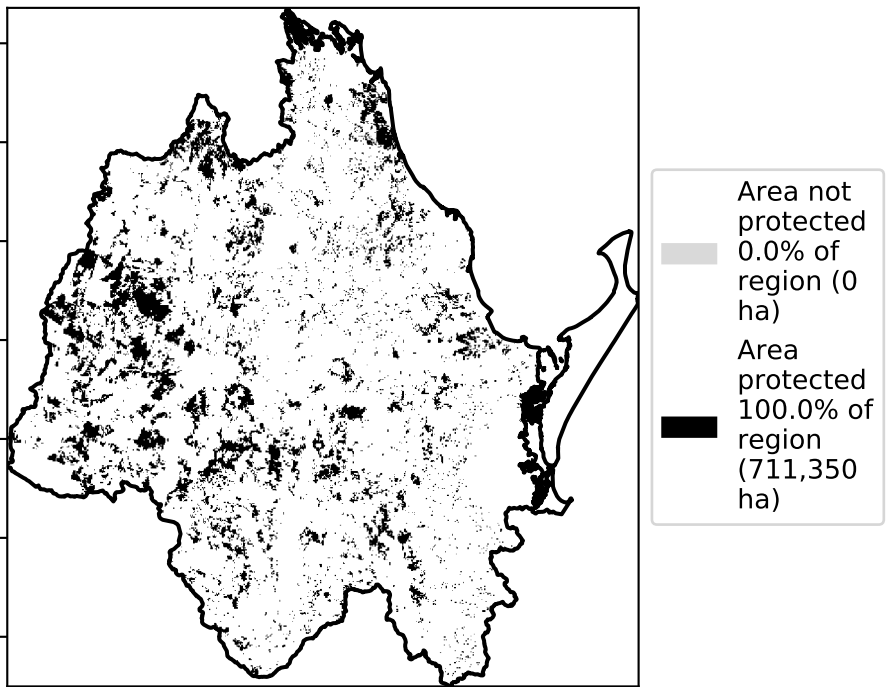 Area not
protected
0.0% of
region (0
ha)
Area
protected
100.0% of
region
(711,350
ha)